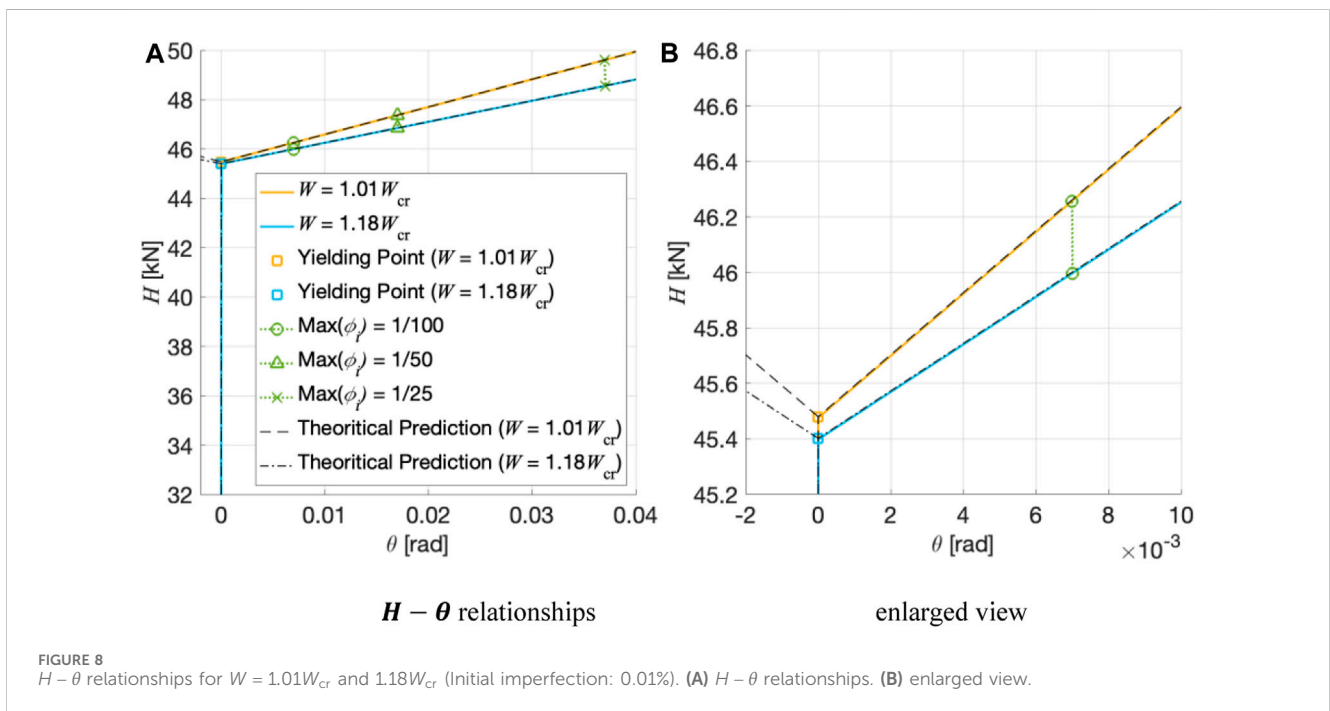 A
50
48
46
44
42
40
38
36
34
32
H [kN]
0 0.01 0.02 0.03 0.04
θ [rad]
W = 1.01W_cr
W = 1.18W_cr
Yielding Point (W = 1.01W_cr)
Yielding Point (W = 1.18W_cr)
Max(ϕ_i) = 1/100
Max(ϕ_i) = 1/50
Max(ϕ_i) = 1/25
Theoritical Prediction (W = 1.01W_cr)
Theoritical Prediction (W = 1.18W_cr)
B
46.8
46.6
46.4
46.2
46
45.8
45.6
45.4
45.2
H [kN]
-2 0 2 4 6 8 10
θ [rad]
×10^-3
H − θ relationships
enlarged view
FIGURE 8
H – θ relationships for W = 1.01W_cr and 1.18W_cr (Initial imperfection: 0.01%). (A) H – θ relationships. (B) enlarged view.